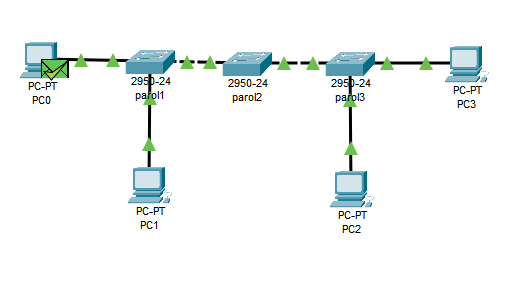 PC-PT
PC0
2950-24
parol1
2950-24
parol2
2950-24
parol3
PC-PT
PC3
PC-PT
PC1
PC-PT
PC2